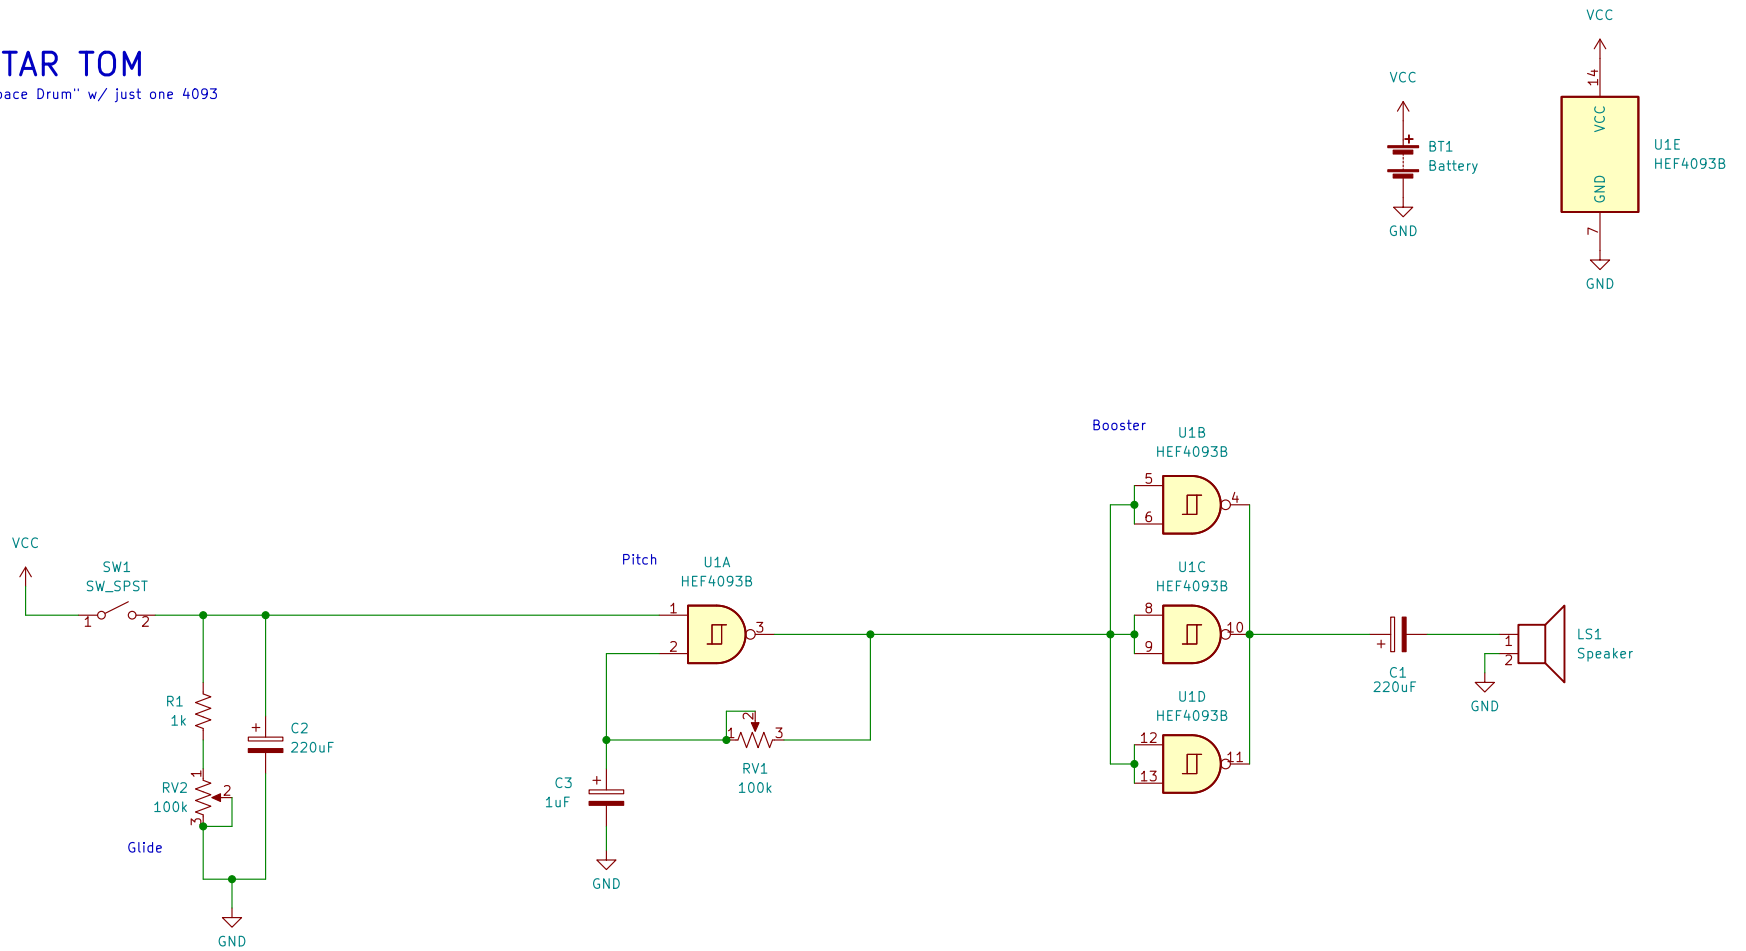 TAR TOM
pace Drum" w/ just one 4093
VCC
14
VCC
GND
7
GND
U1E
HEF4093B
VCC
+
BT1
Battery
GND
Booster
U1B
HEF4093B
5
6
4
U1C
HEF4093B
8
9
10
U1D
HEF4093B
12
13
11
VCC
SW1
SW_SPST
1
2
R1
1k
RV2
100k
1
2
3
Glide
+
C2
220uF
GND
Pitch
U1A
HEF4093B
1
2
3
1
2
3
RV1
100k
C3
1uF
+
GND
+
C1
220uF
1
2
LS1
Speaker
GND